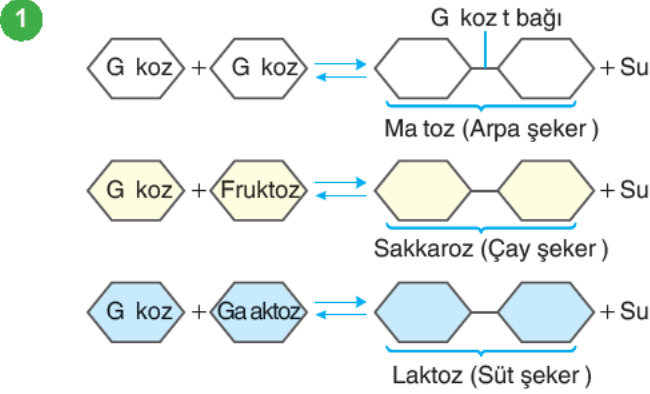 1
G koz t bağı
G koz + G koz + Su
Ma toz (Arpa şeker )
G koz + Fruktoz + Su
Sakkaroz (Çay şeker )
G koz + Ga aktoz + Su
Laktoz (Süt şeker )